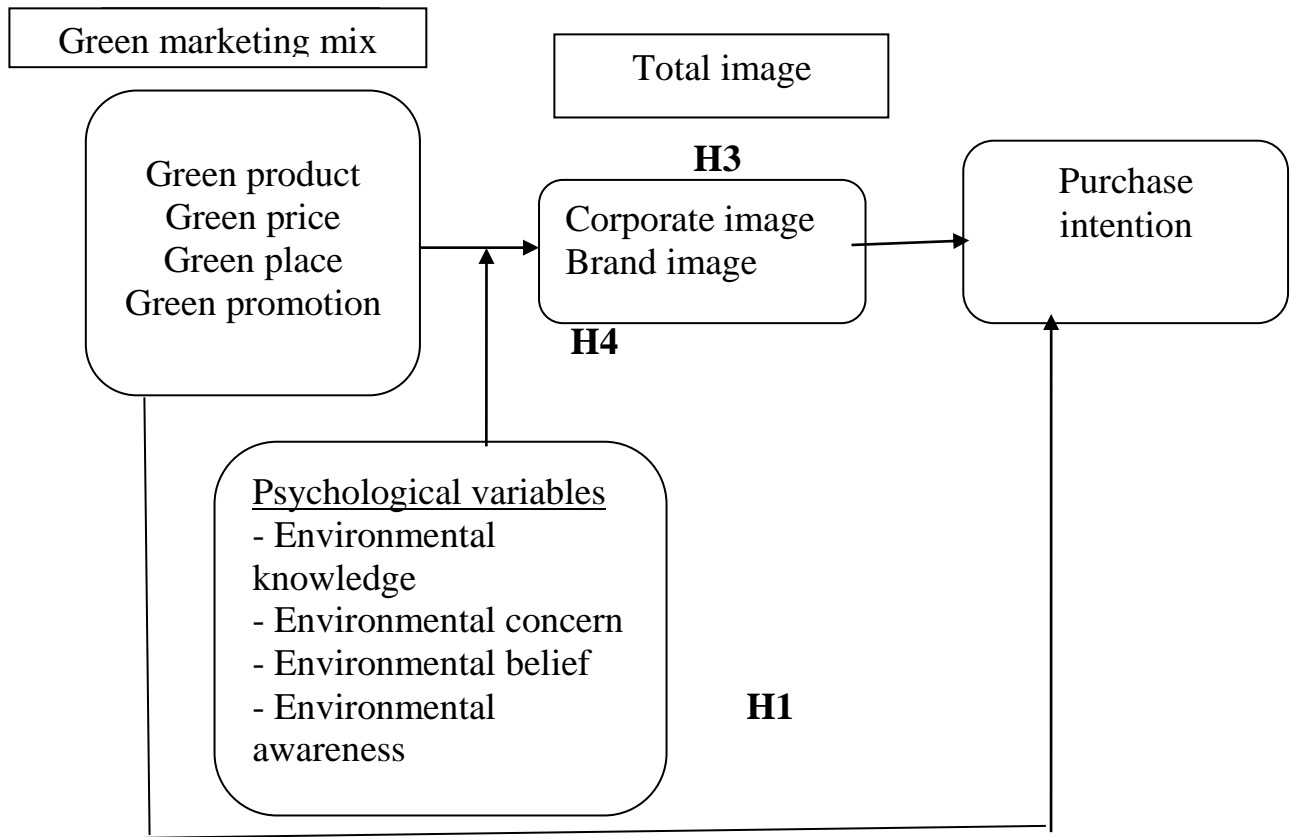 Green marketing mix
Total image
H3
Green product
Green price
Green place
Green promotion
Corporate image
Brand image
Purchase
intention
H4
Psychological variables
- Environmental
knowledge
- Environmental concern
- Environmental belief
- Environmental
awareness
H1